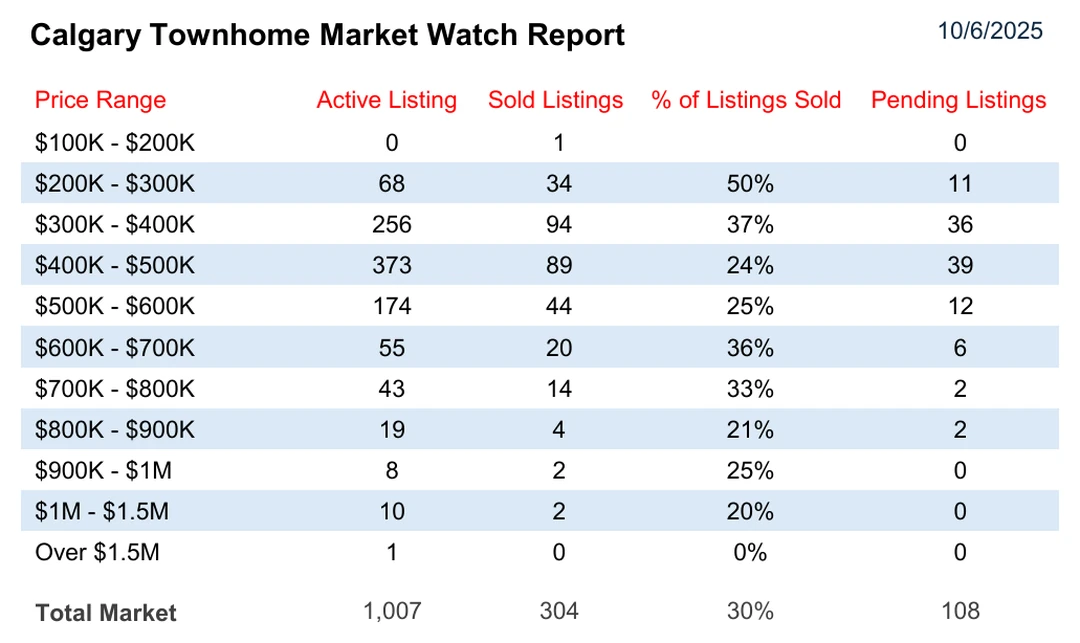 Calgary Townhome Market Watch Report 10/6/2025
Price Range Active Listing Sold Listings % of Listings Sold Pending Listings
$100K - $200K 0 1 0
$200K - $300K 68 34 50% 11
$300K - $400K 256 94 37% 36
$400K - $500K 373 89 24% 39
$500K - $600K 174 44 25% 12
$600K - $700K 55 20 36% 6
$700K - $800K 43 14 33% 2
$800K - $900K 19 4 21% 2
$900K - $1M 8 2 25% 0
$1M - $1.5M 10 2 20% 0
Over $1.5M 1 0 0% 0
Total Market 1,007 304 30% 108